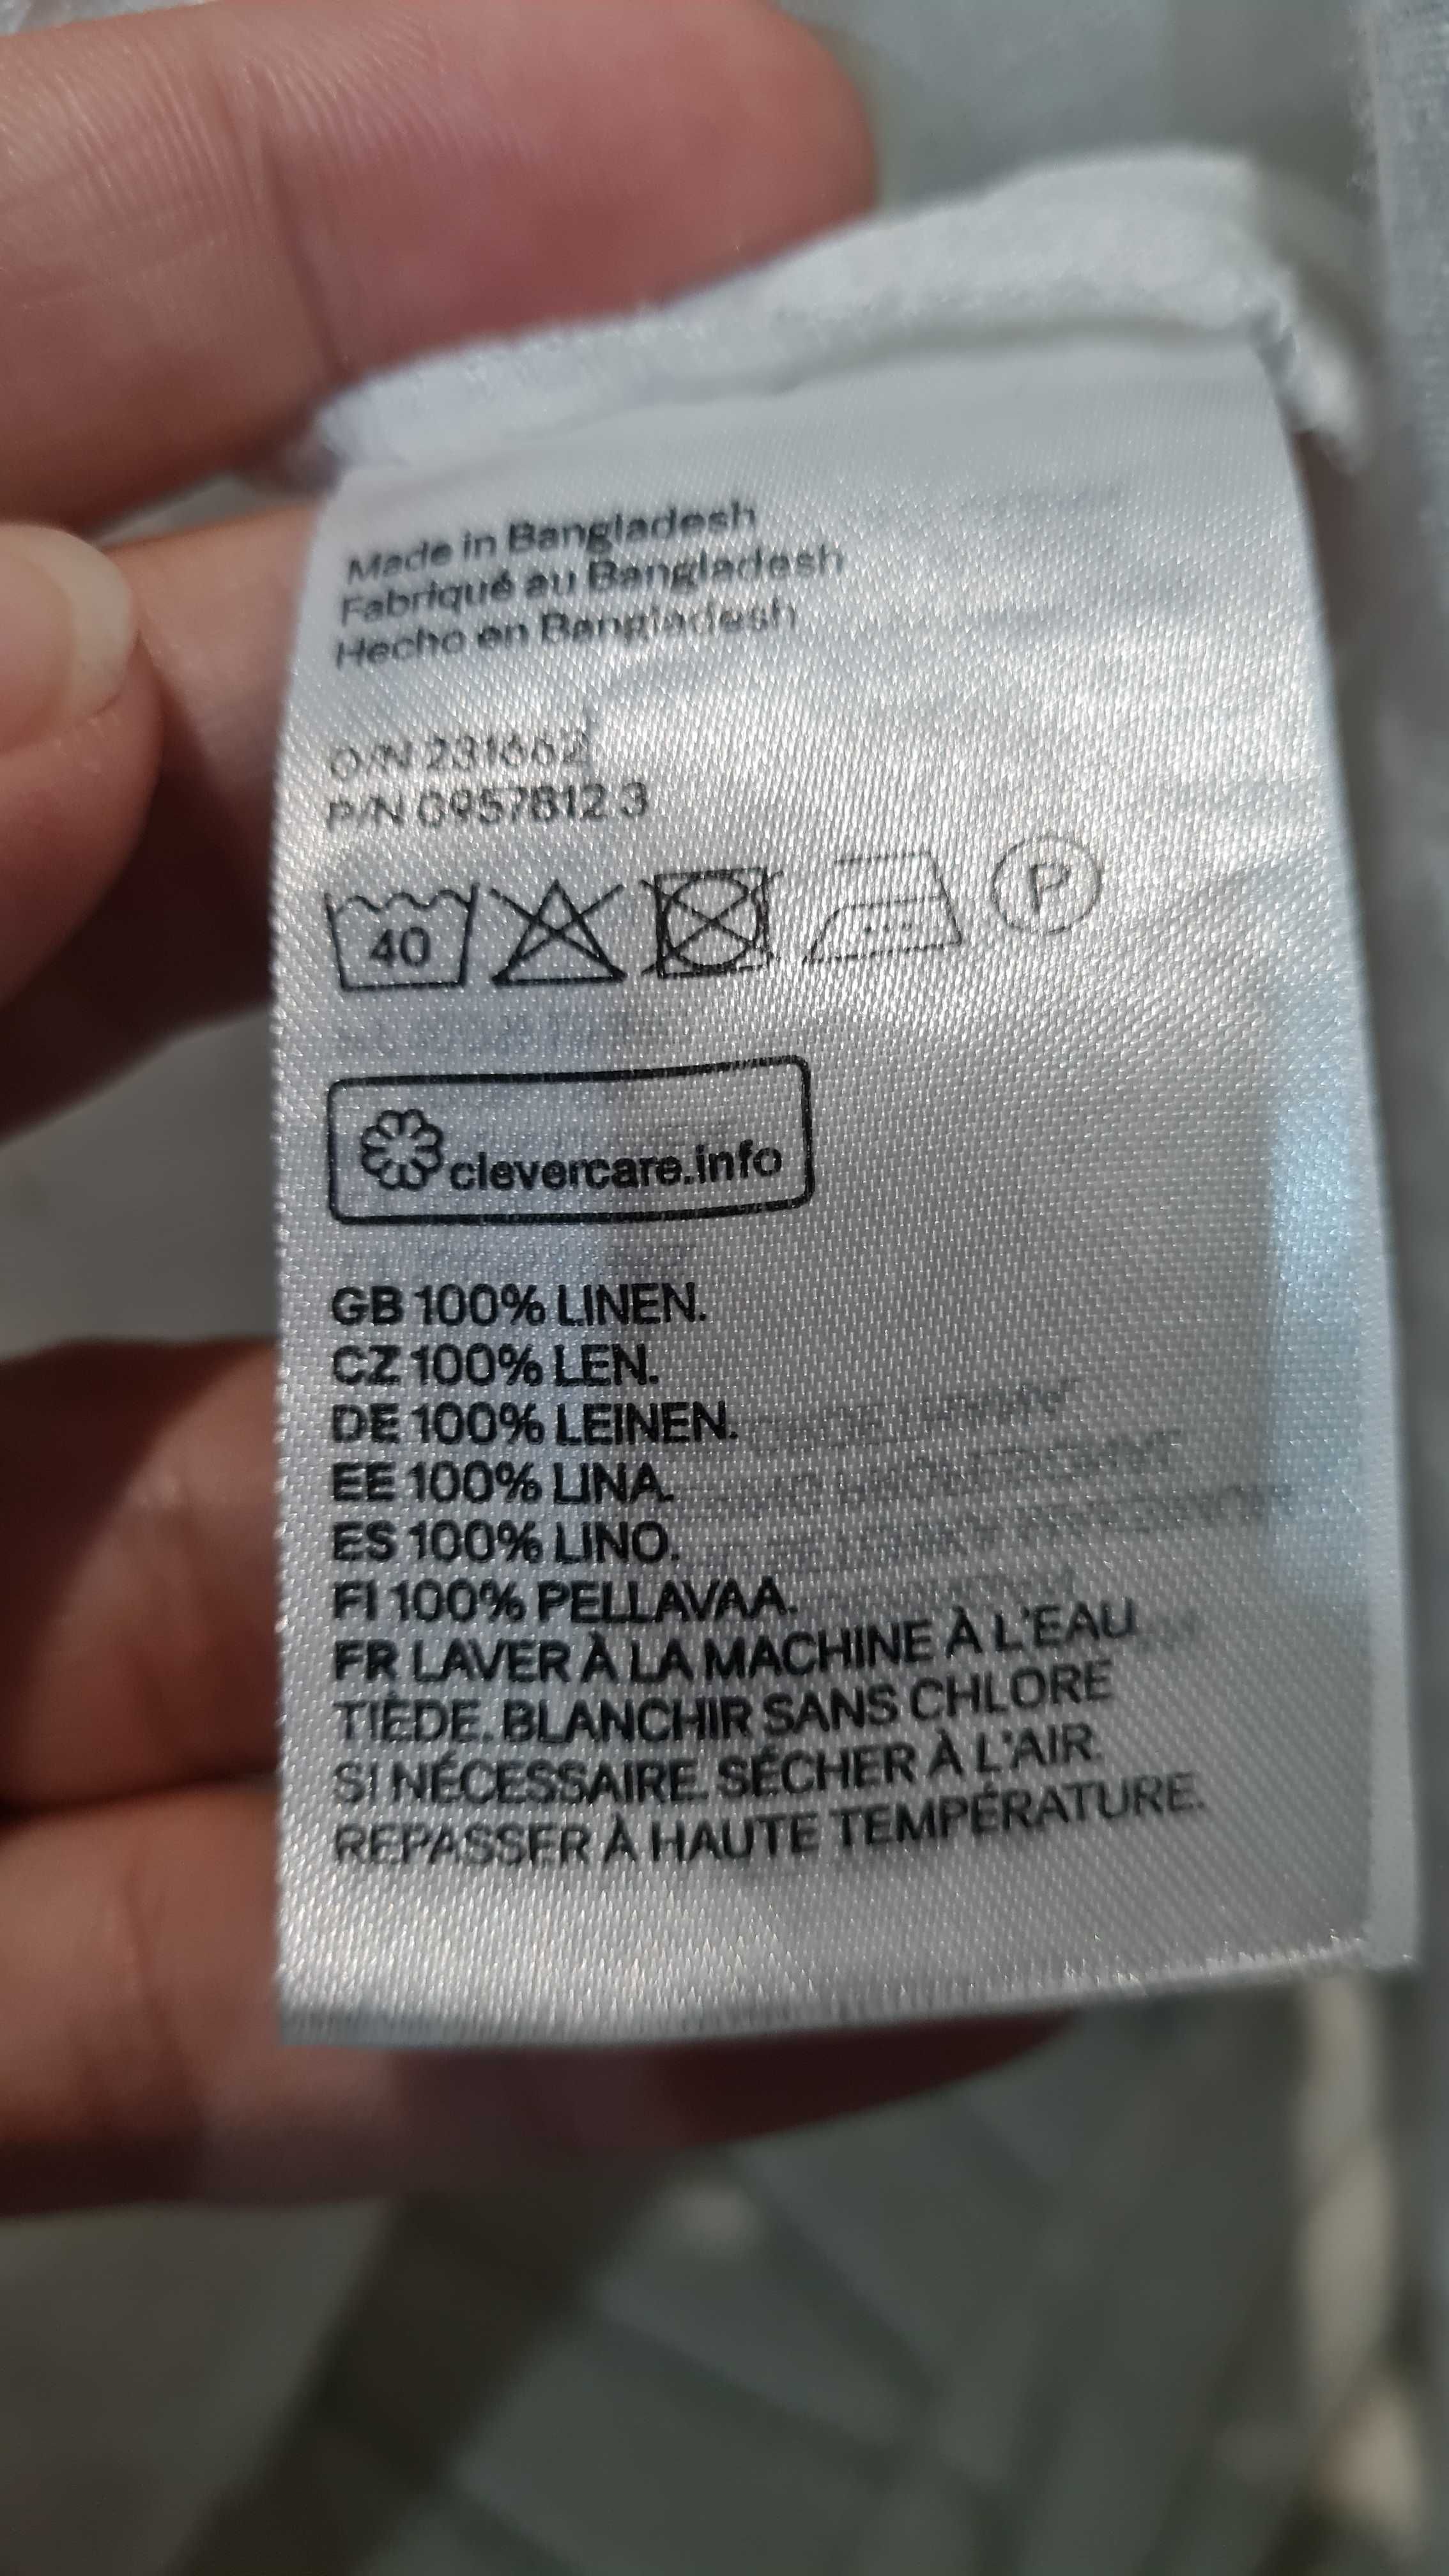 Made in Bangladesh
Fabriqué au Bangladesh
Hecho en Bangladesh
O/N 231662
P/N 0957812 3
40
P
clevercare.info
GB 100% LINEN.
CZ 100% LEN.
DE 100% LEINEN.
EE 100% LINA.
ES 100% LINO.
FI 100% PELLAVAA.
FR LAVER À LA MACHINE À L'EAU
TIÈDE. BLANCHIR SANS CHLORE
SI NÉCESSAIRE. SÉCHER À L'AIR.
REPASSER À HAUTE TEMPÉRATURE.